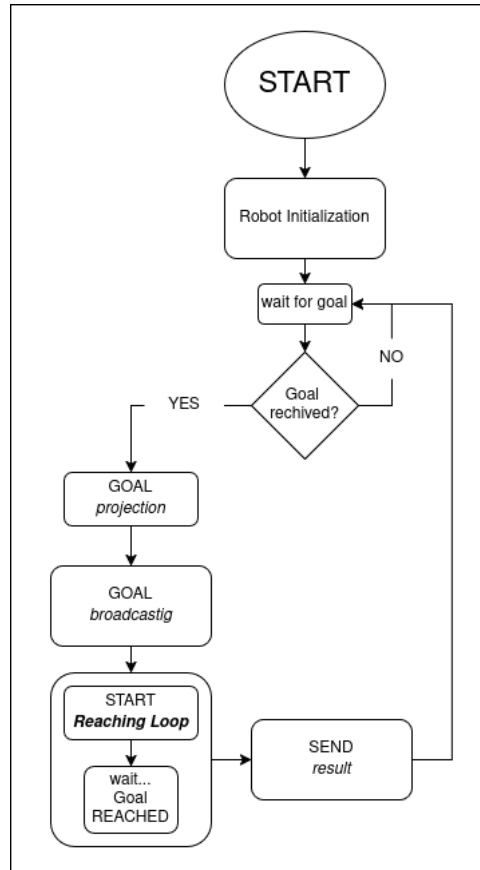 START
Robot Initialization
wait for goal
NO
Goal
rechived?
YES
GOAL
projection
GOAL
broadcastig
START
Reaching Loop
wait...
Goal
REACHED
SEND
result